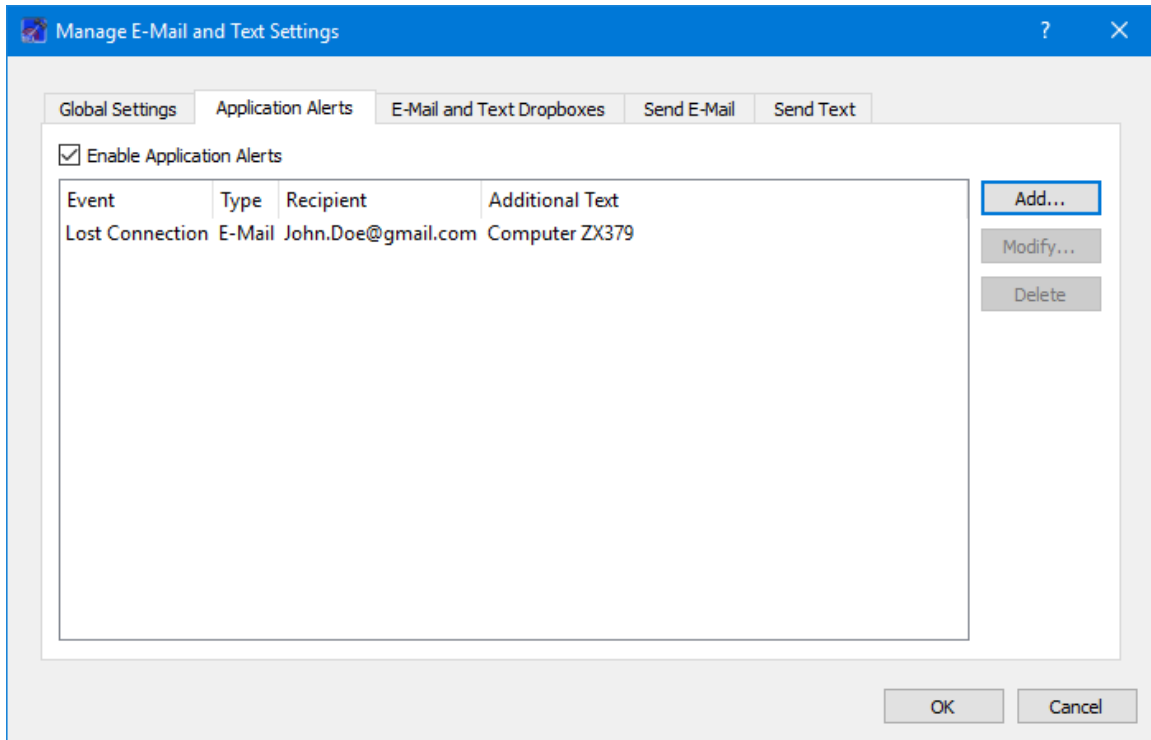 Manage E-Mail and Text Settings ? ×
Global Settings Application Alerts E-Mail and Text Dropboxes Send E-Mail Send Text
Enable Application Alerts
Event Type Recipient Additional Text
Lost Connection E-Mail John.Doe@gmail.com Computer ZX379
Add...
Modify...
Delete
OK Cancel